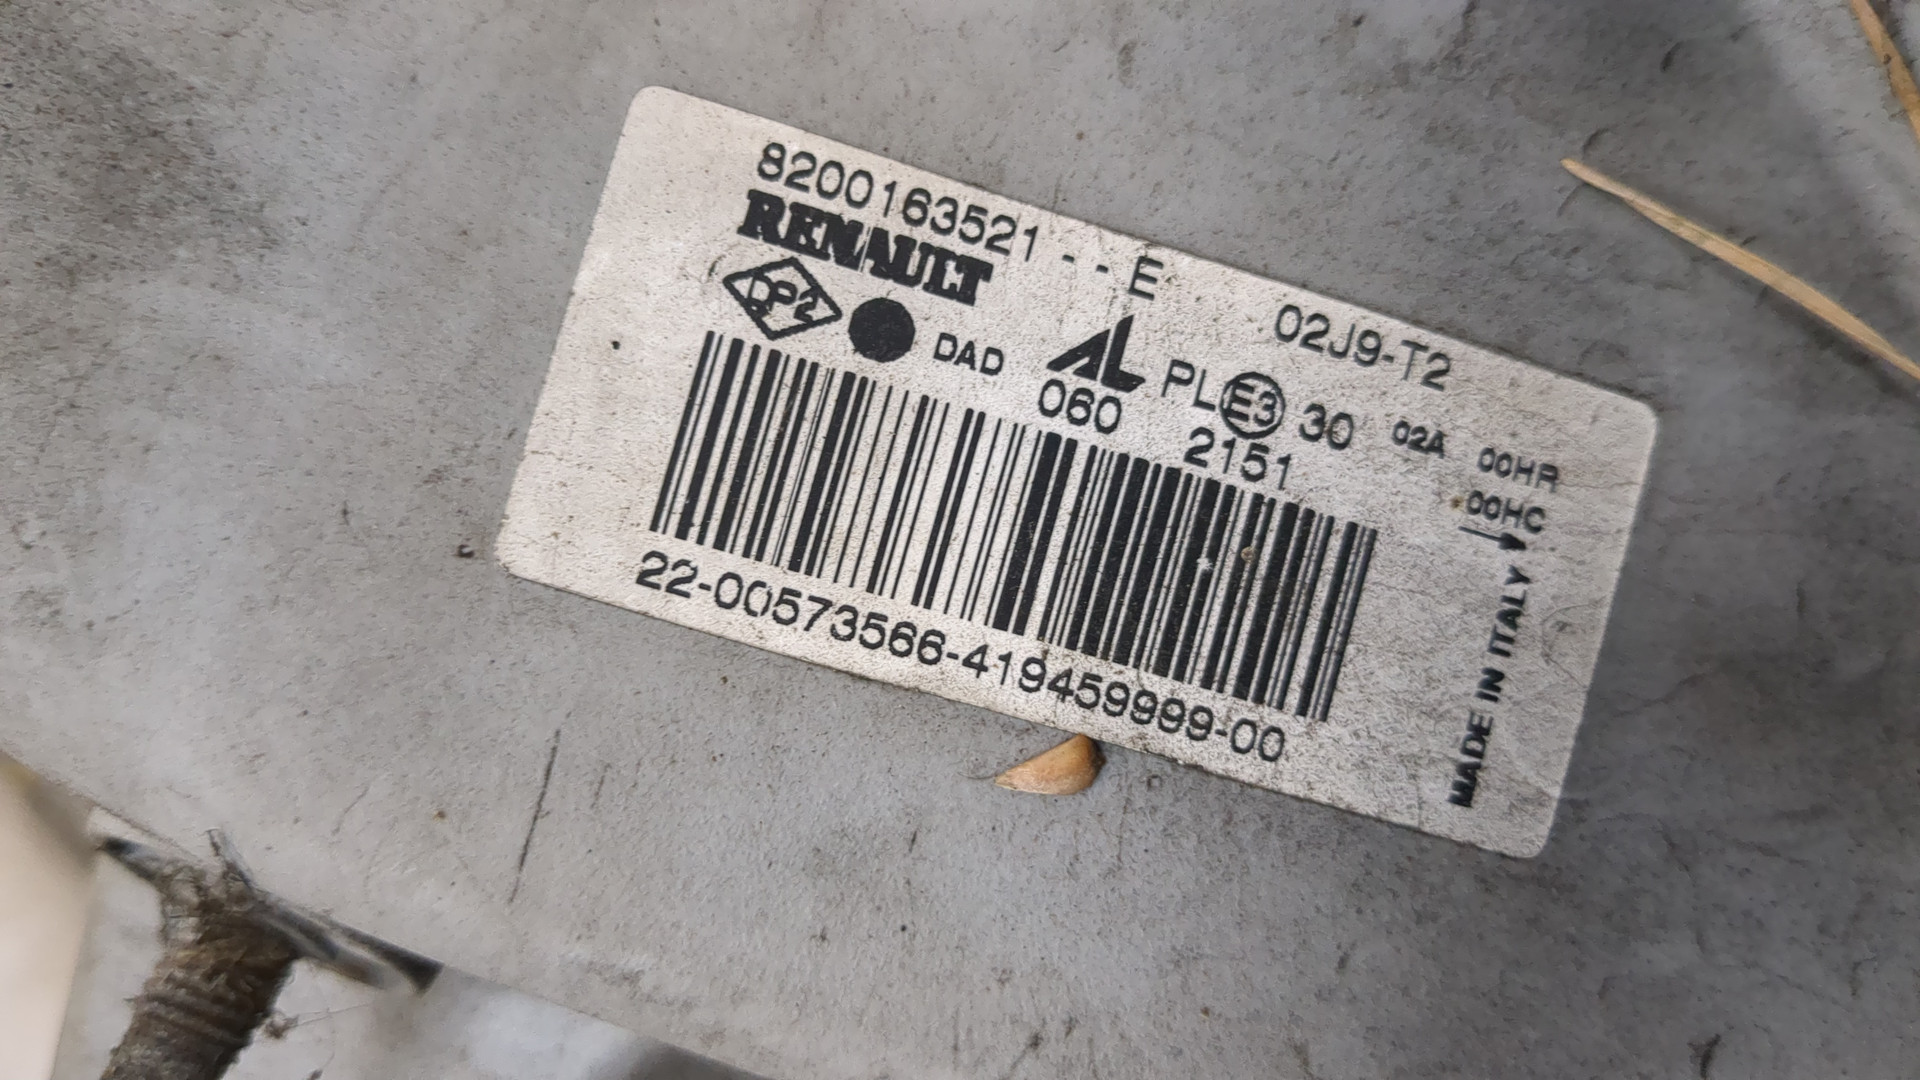 8200163521 -- E 02J9-T2
RENAULT
DP2 DAD AL PL E3 30 02A 00HR
060 2151 00HC
22-00573566-419459999-00
MADE IN ITALY